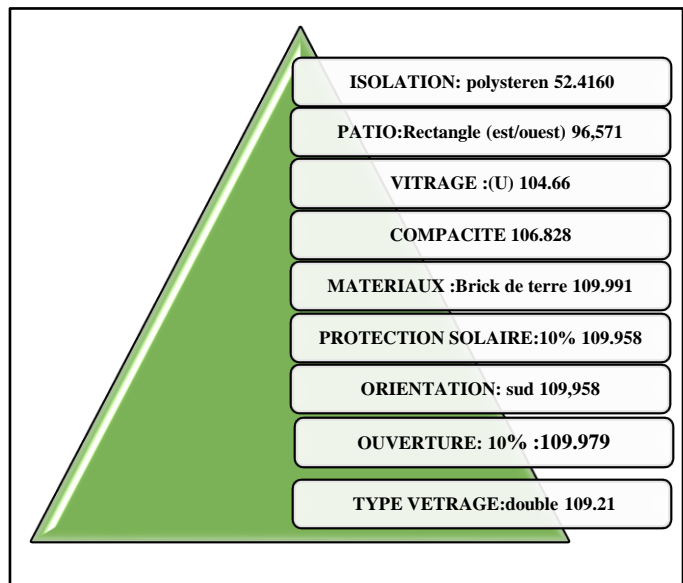 ISOLATION: polysteren 52.4160
PATIO:Rectangle (est/ouest) 96,571
VITRAGE :(U) 104.66
COMPACITE 106.828
MATERIAUX :Brick de terre 109.991
PROTECTION SOLAIRE:10% 109.958
ORIENTATION: sud 109,958
OUVERTURE: 10% :109.979
TYPE VETRAGE:double 109.21